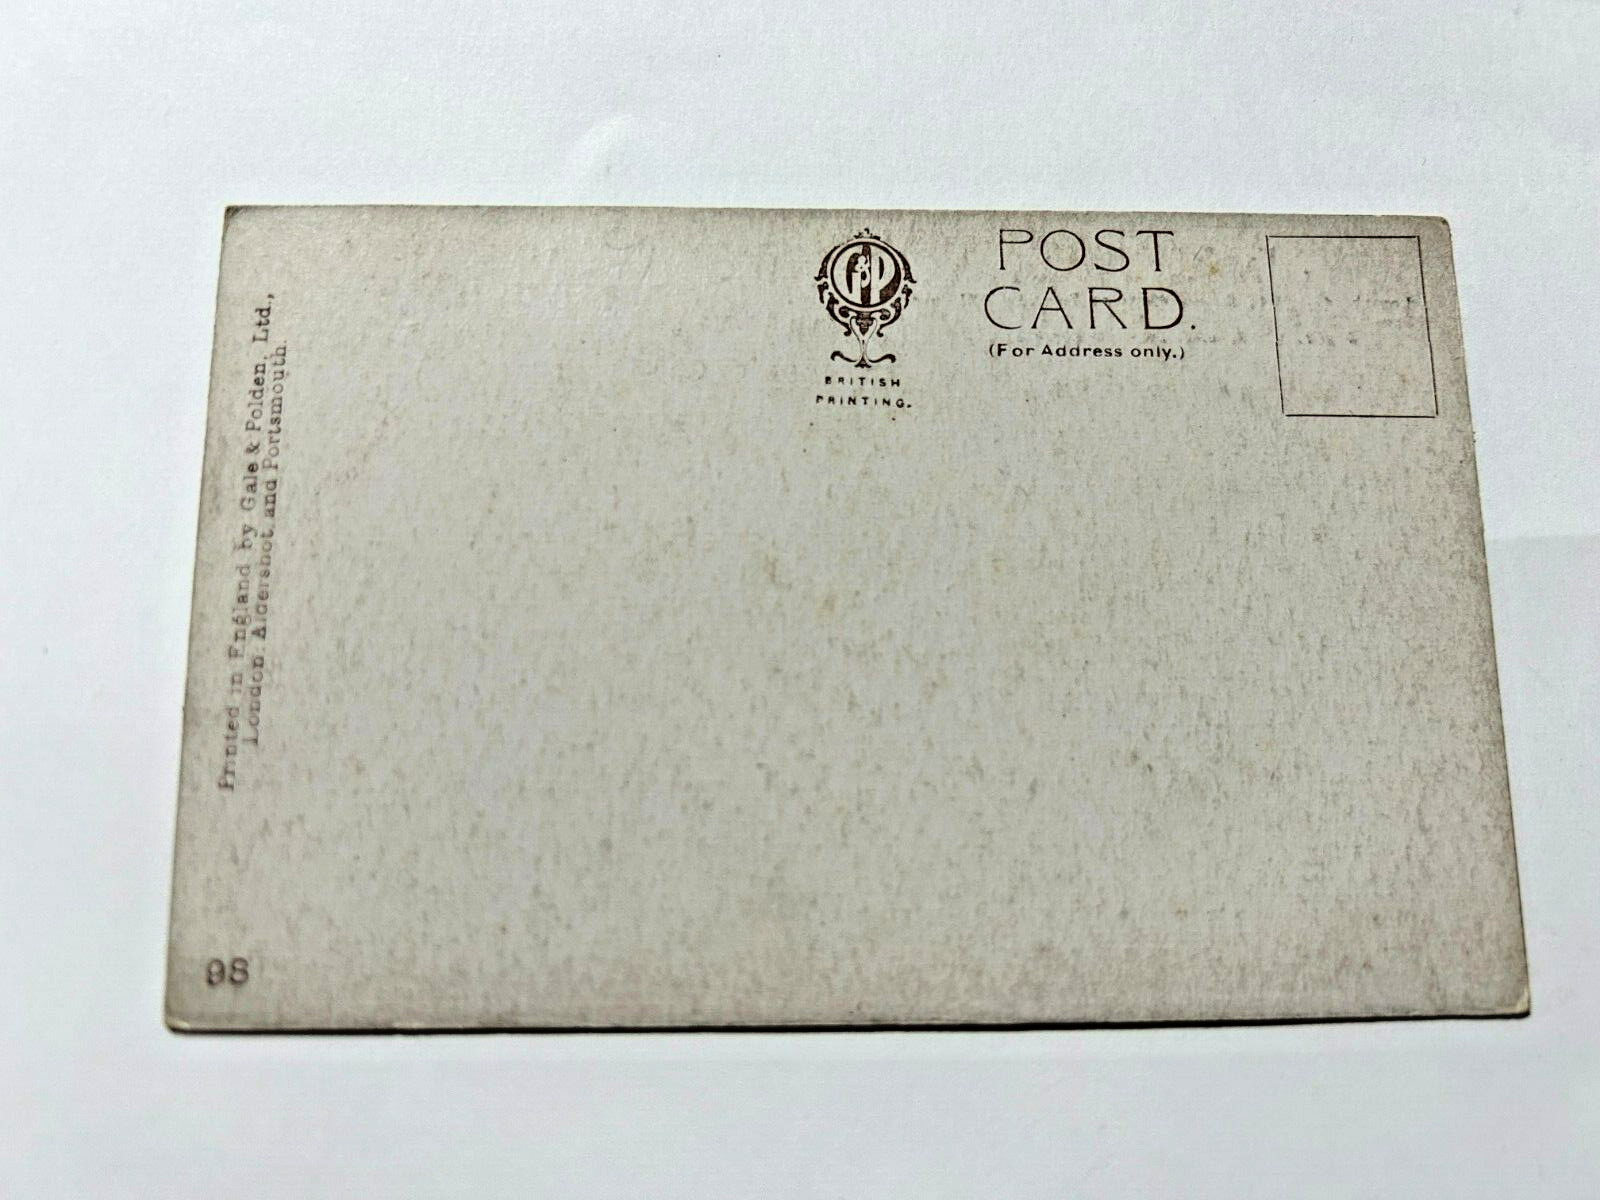 G&P
BRITISH
PRINTING.
POST
CARD.
(For Address only.)
Printed in England by Gale & Polden, Ltd.,
London, Aldershot, and Portsmouth.
98